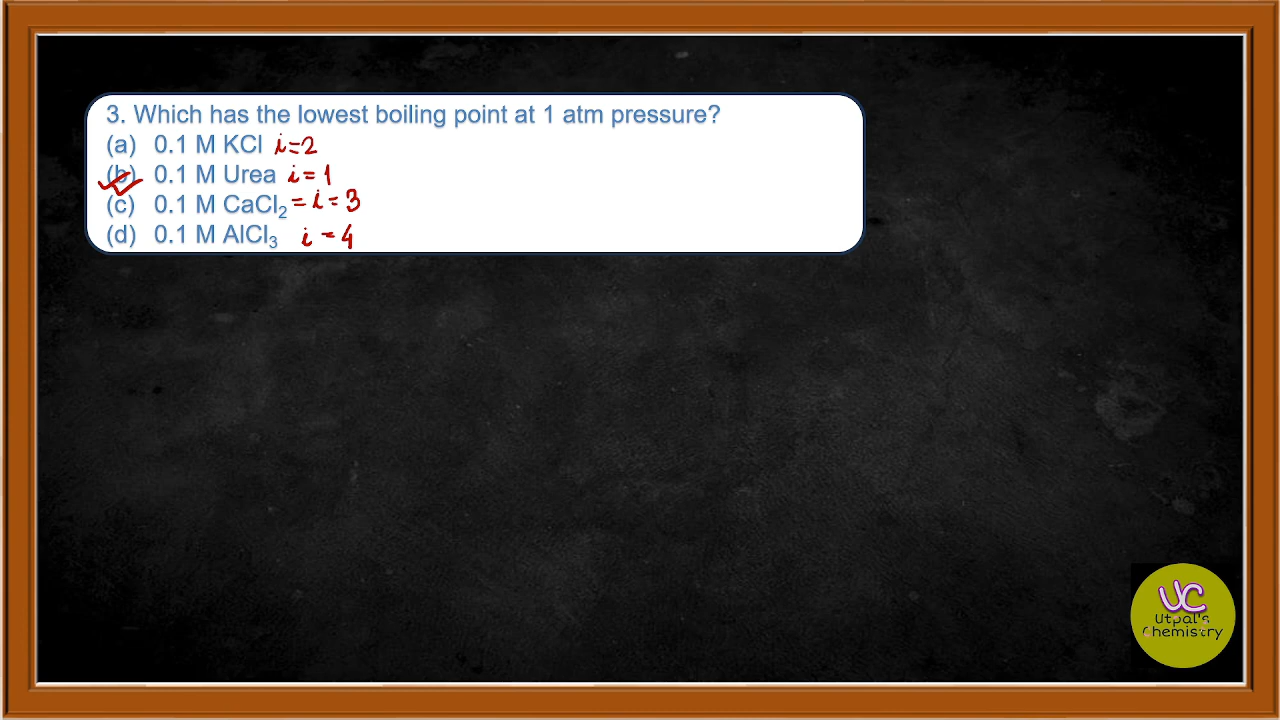 3. Which has the lowest boiling point at 1 atm pressure?
(a) 0.1 M KCl i=2
(b) 0.1 M Urea i = 1
(c) 0.1 M CaCl₂ = i = 3
(d) 0.1 M AlCl₃ i = 4
UC
Utpal's
Chemistry